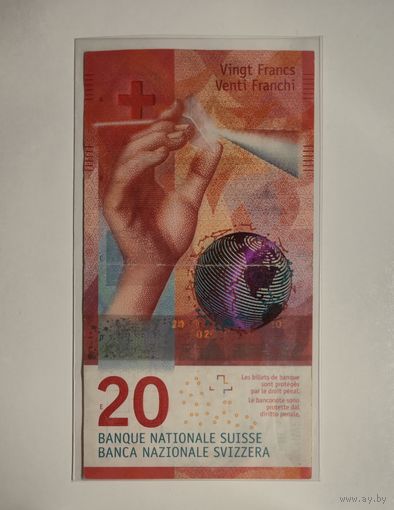 Vingt Francs
Venti Franchi
20
Les billets de banque
sont protégés
par le droit pénal.
Le banconote sono
protette dal
diritto penale.
20
BANQUE NATIONALE SUISSE
BANCA NAZIONALE SVIZZERA
www.ay.by